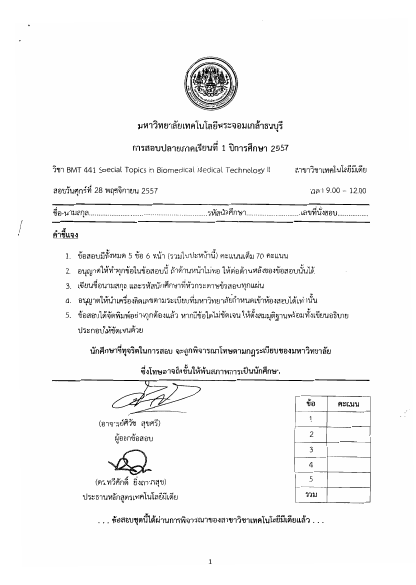 มหาวิทยาลัยเทคโนโลยีพระจอมเกล้าธนบุรี
การสอบปลายภาคเรียนที่ 1 ปีการศึกษา 2557
วิชา BMT 441 Special Topics in Biomedical Medical Technology II สาขาวิชาเทคโนโลยีมีเดีย
สอบวันศุกร์ที่ 28 พฤศจิกายน 2557 เวลา 9.00 – 12.00
ชื่อ-นามสกุล............................................รหัสนักศึกษา........................เลขที่นั่งสอบ.............
คำชี้แจง
1. ข้อสอบมีทั้งหมด 5 ข้อ 6 หน้า (รวมใบปะหน้านี้) คะแนนเต็ม 70 คะแนน
2. อนุญาตให้ทำทุกข้อในข้อสอบนี้ ถ้าด้านหน้าไม่พอ ให้ต่อด้านหลังของข้อสอบนั้นได้
3. เขียนชื่อนามสกุล และรหัสนักศึกษาที่หัวกระดาษข้อสอบทุกแผ่น
4. อนุญาตให้นำเครื่องคิดเลขตามระเบียบที่มหาวิทยาลัยกำหนดเข้าห้องสอบได้เท่านั้น
5. ข้อสอบได้จัดพิมพ์อย่างถูกต้องแล้ว หากมีข้อใดไม่ชัดเจน ให้ตั้งสมมุติฐานพร้อมทั้งเขียนอธิบาย
ประกอบให้ชัดเจนด้วย
นักศึกษาที่ทุจริตในการสอบ จะถูกพิจารณาโทษตามกฎระเบียบของมหาวิทยาลัย
ซึ่งโทษอาจถึงขั้นให้พ้นสภาพการเป็นนักศึกษา
(อาจารย์ศิวัช สุขศรี)
ผู้ออกข้อสอบ
(ดร.ทวีศักดิ์ ยิ่งถาวรสุข)
ประธานหลักสูตรเทคโนโลยีมีเดีย
ข้อ คะแนน
1
2
3
4
5
รวม
... ข้อสอบชุดนี้ได้ผ่านการพิจารณาของสาขาวิชาเทคโนโลยีมีเดียแล้ว ...
1